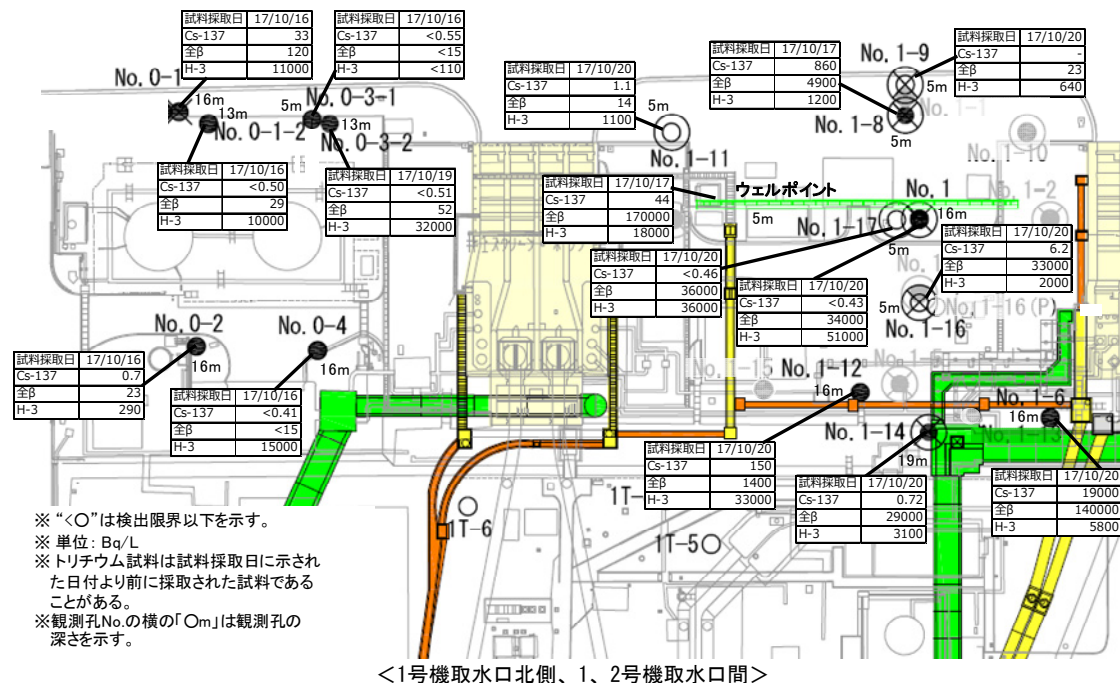 試料採取日 17/10/16
Cs-137 33
全β 120
H-3 11000
試料採取日 17/10/16
Cs-137 <0.55
全β <15
H-3 <110
試料採取日 17/10/20
Cs-137 1.1
全β 14
H-3 1100
試料採取日 17/10/17
Cs-137 860
全β 4900
H-3 1200
試料採取日 17/10/20
Cs-137 -
全β 23
H-3 640
No. 0-1
16m
13m
No. 0-1-2
5m
No. 0-3-1
13m
No. 0-3-2
5m
No. 1-11
No. 1-9
5m
No. 1-8
5m
No. 1-10
試料採取日 17/10/16
Cs-137 <0.50
全β 29
H-3 10000
試料採取日 17/10/19
Cs-137 <0.51
全β 52
H-3 32000
試料採取日 17/10/17
Cs-137 44
全β 170000
H-3 18000
ウェルポイント
5m
No. 1
16m
No. 1-17
5m
No. 1-2
試料採取日 17/10/20
Cs-137 <0.46
全β 36000
H-3 36000
試料採取日 17/10/20
Cs-137 <0.43
全β 34000
H-3 51000
試料採取日 17/10/20
Cs-137 6.2
全β 33000
H-3 2000
5m
No. 1-16
No. 1-16(P)
No. 0-2
16m
No. 0-4
16m
試料採取日 17/10/16
Cs-137 0.7
全β 23
H-3 290
試料採取日 17/10/16
Cs-137 <0.41
全β <15
H-3 15000
No. 1-15
No. 1-12
16m
No. 1-6
16m
No. 1-13
No. 1-14
19m
試料採取日 17/10/20
Cs-137 150
全β 1400
H-3 33000
試料採取日 17/10/20
Cs-137 0.72
全β 29000
H-3 3100
試料採取日 17/10/20
Cs-137 19000
全β 140000
H-3 5800
1T-6
1T-5
※ “<〇”は検出限界以下を示す。
※ 単位：Bq/L
※トリチウム試料は試料採取日に示され
た日付より前に採取された試料である
ことがある。
※観測孔No.の横の「〇m」は観測孔の
深さを示す。
<1号機取水口北側、1、2号機取水口間>